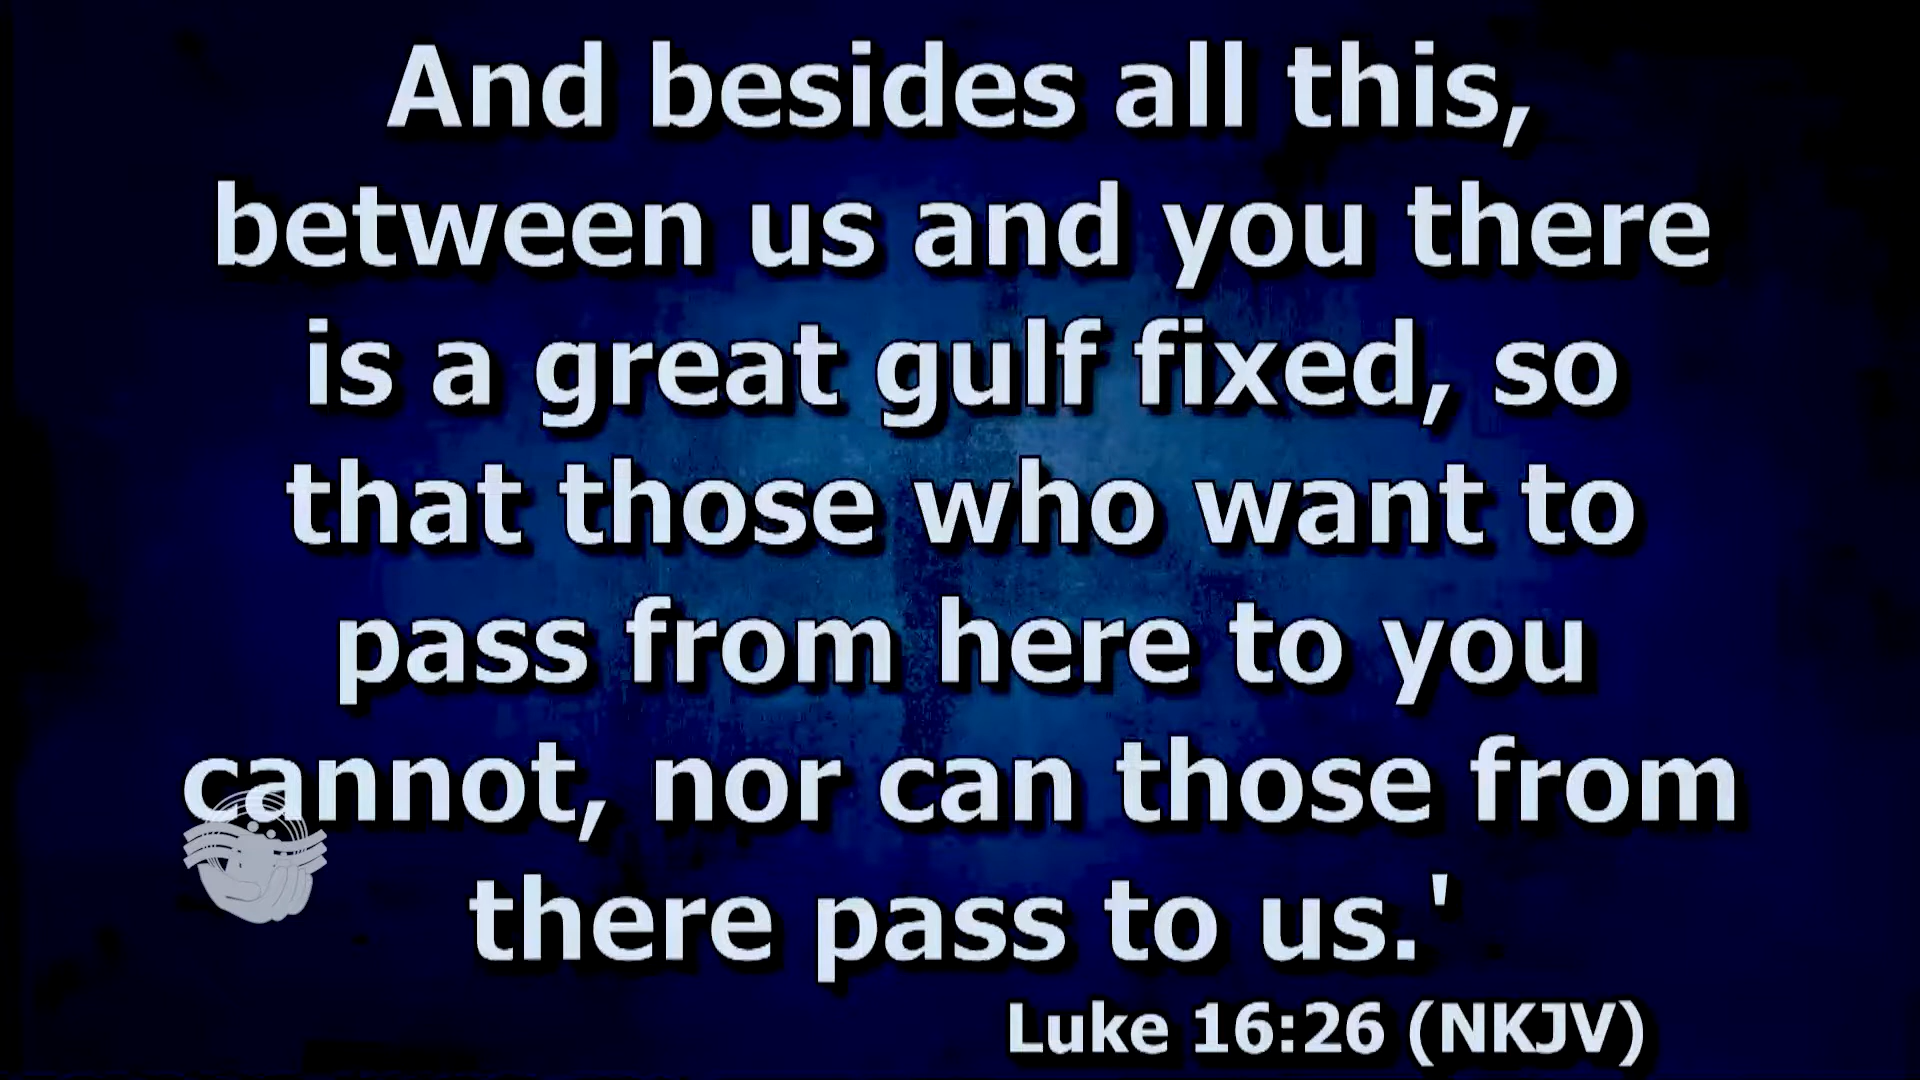 And besides all this,
between us and you there
is a great gulf fixed, so
that those who want to
pass from here to you
cannot, nor can those from
there pass to us.'
Luke 16:26 (NKJV)